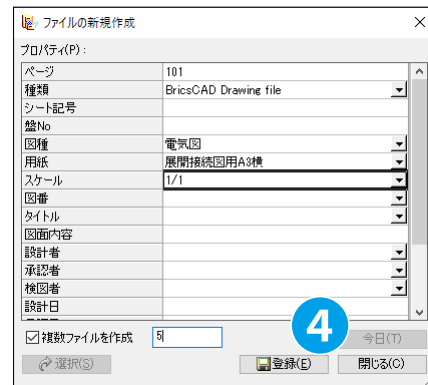 ファイルの新規作成
プロパティ(P):
ページ 101
種類 BricsCAD Drawing file
シート記号
盤No
図種 電気図
用紙 展開接続図用A3横
スケール 1/1
図番
タイトル
図面内容
設計者
承認者
検図者
設計日
複数ファイルを作成 5
4
今日(T)
選択(S) 登録(E) 閉じる(C)